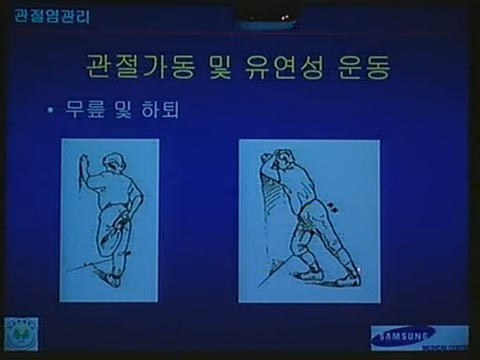 관절염관리
관절가동 및 유연성 운동
• 무릎 및 하퇴
SAMSUNG
MEDICAL CENTER